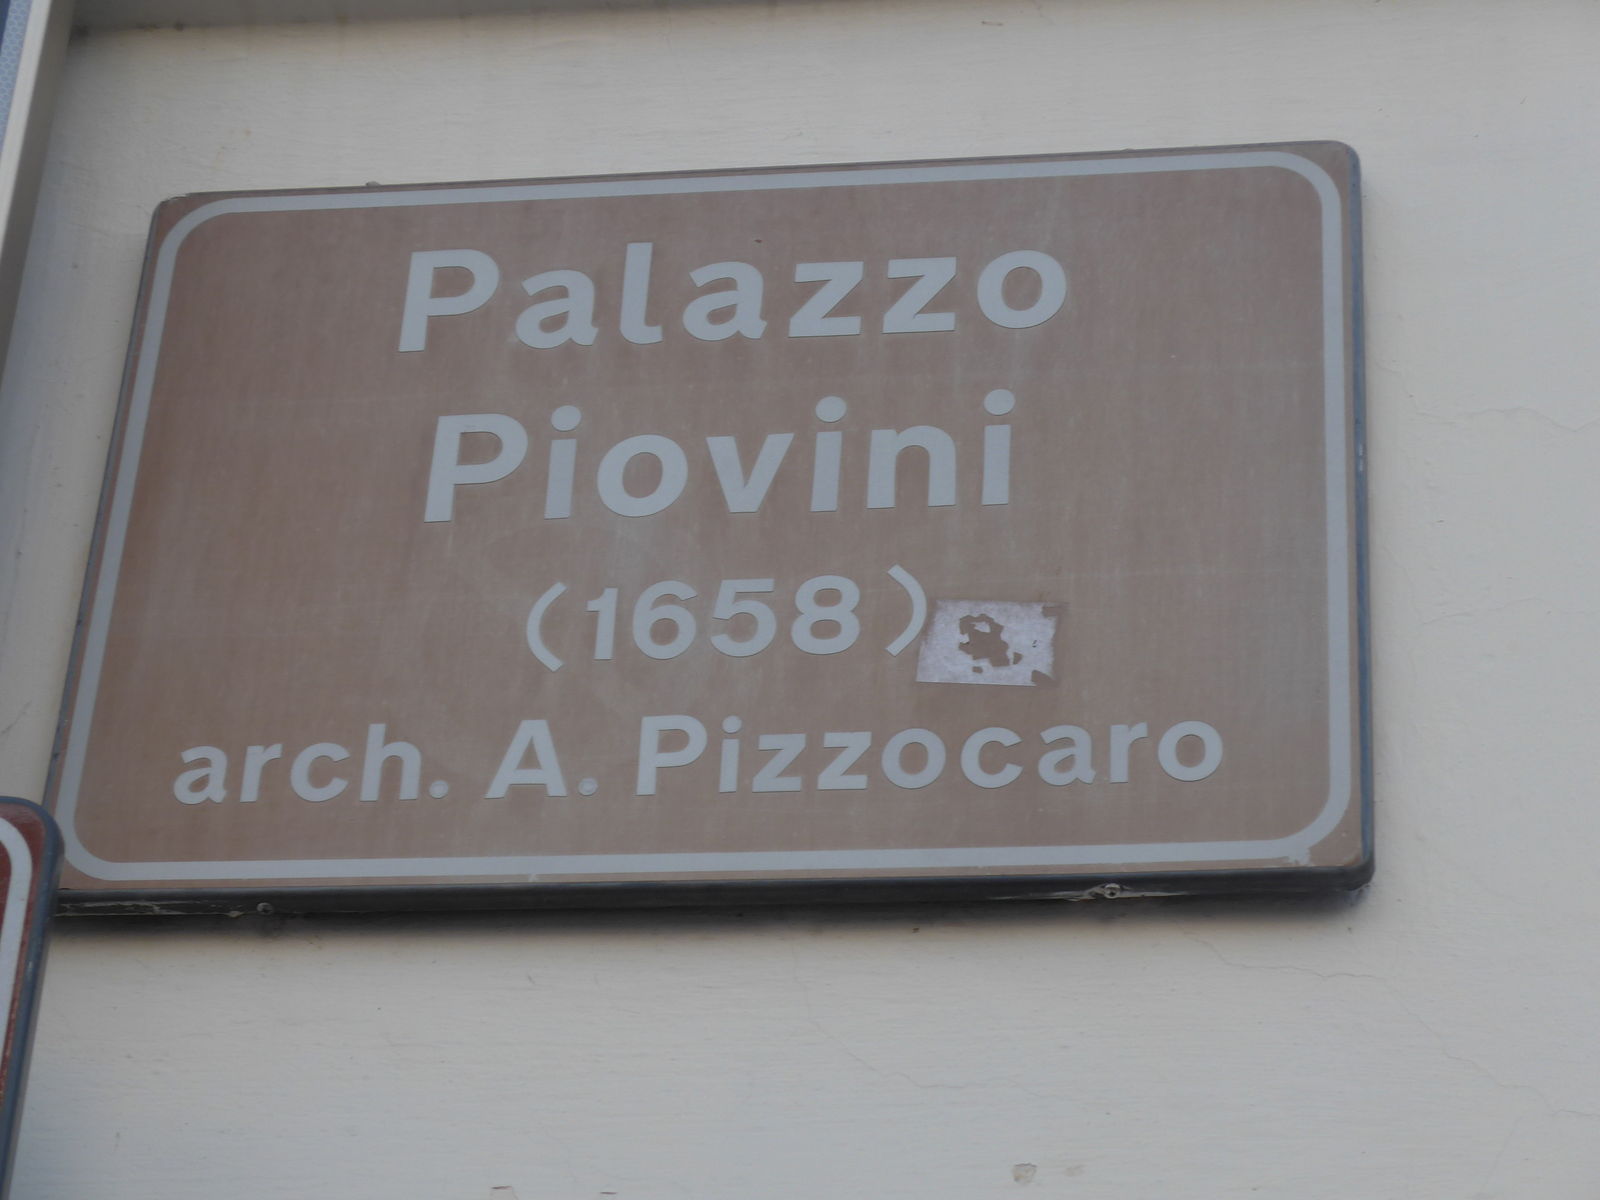 Palazzo
Piovini
(1658)
arch. A. Pizzocaro